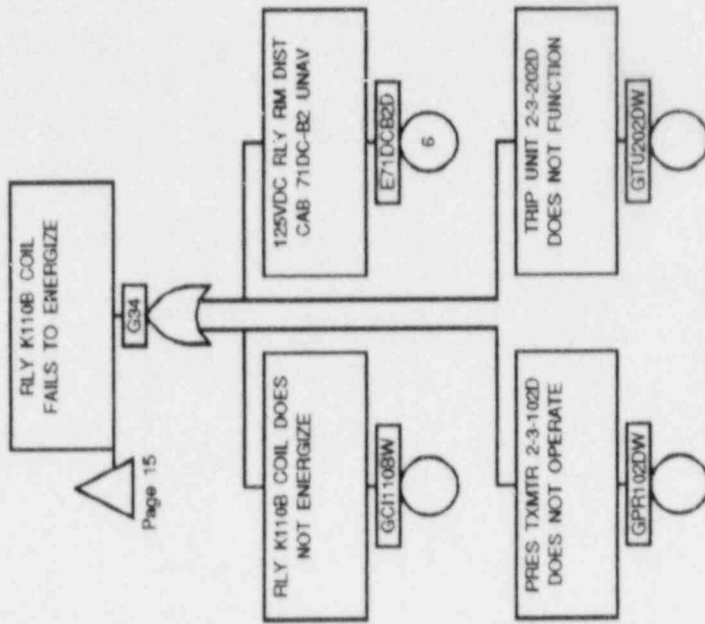 RLY K110B COIL
FAILS TO ENERGIZE
G34
Page 15
RLY K110B COIL DOES
NOT ENERGIZE
GCI110BW
125VDC RLY RM DIST
CAB 71DC-B2 UNAV
E71DCB2D
6
PRES TXMTR 2-3-102D
DOES NOT OPERATE
GPR102DW
TRIP UNIT 2-3-202D
DOES NOT FUNCTION
GTU202DW